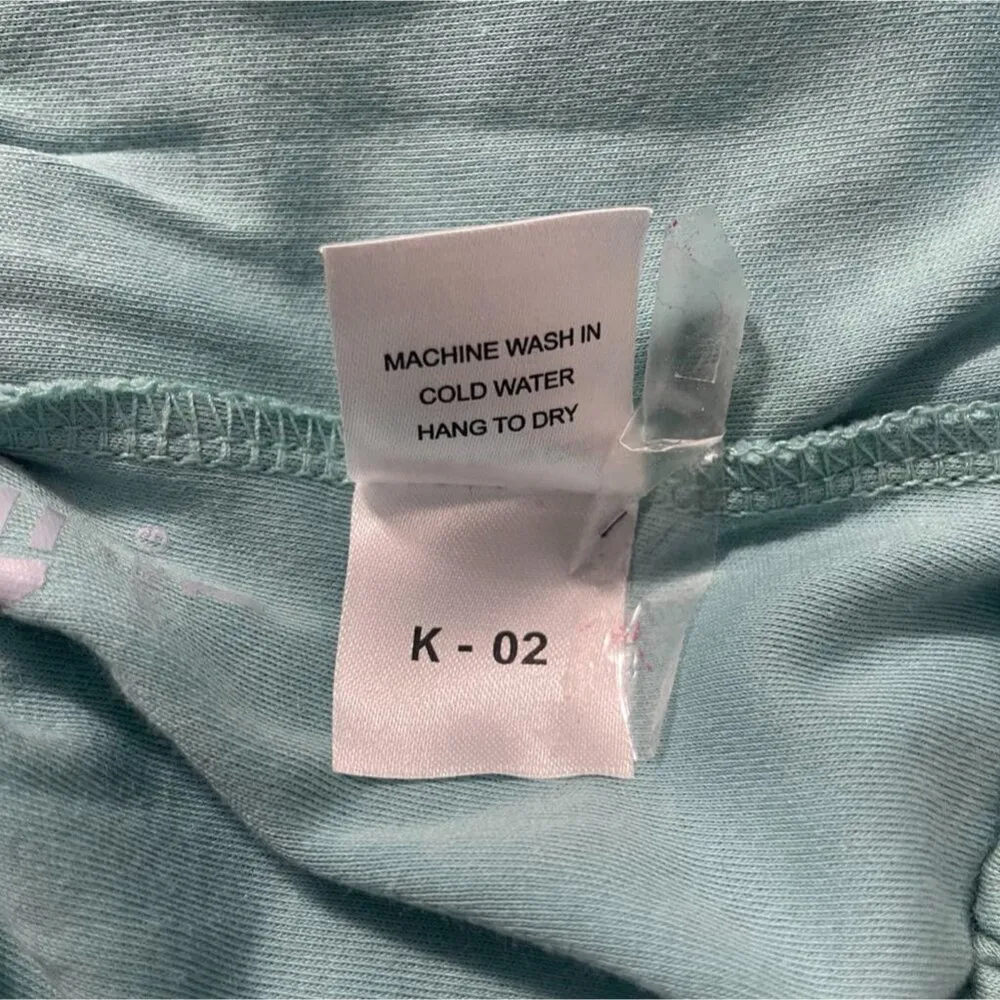 MACHINE WASH IN
COLD WATER
HANG TO DRY
K - 02